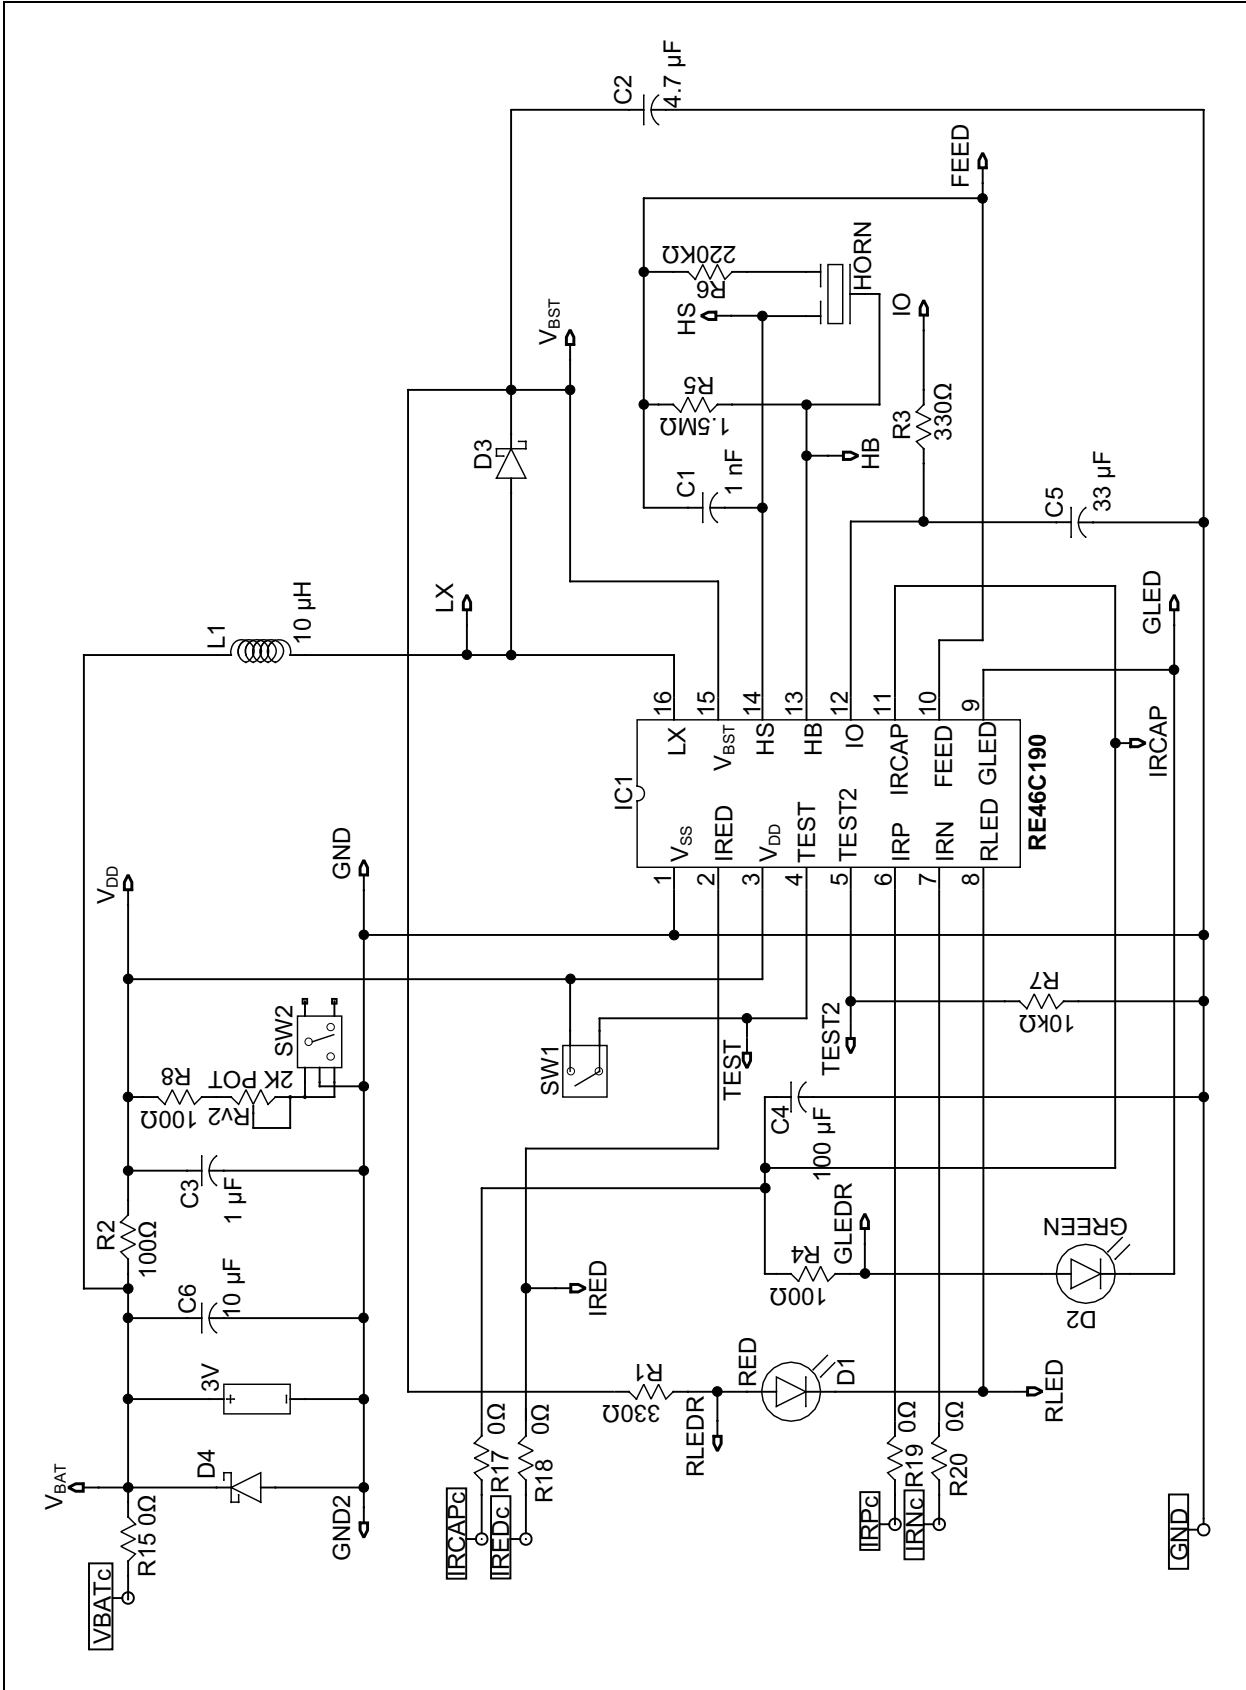 VBATc
R15 0Ω
V_BAT
D4
GND2
3V
+
-
C6
10 µF
R2
100Ω
C3
1 µF
R8
100Ω
Rv2
2K POT
SW2
V_DD
GND
L1
10 µH
LX
D3
V_BST
C2
4.7 µF
IRCAPc
R17
0Ω
IREDc
R18
0Ω
IRED
SW1
TEST
IC1
1
V_SS
2
IRED
3
V_DD
4
TEST
5
TEST2
6
IRP
7
IRN
8
RLED
16
LX
15
V_BST
14
HS
13
HB
12
IO
11
IRCAP
10
FEED
9
GLED
RE46C190
C1
1 nF
R5
1.5MΩ
HS
R6
220KΩ
HORN
HB
R3
330Ω
IO
FEED
C5
33 µF
R1
330Ω
RLEDR
RED
D1
RLED
C4
100 µF
R4
100Ω
GLEDR
GREEN
D2
TEST2
R7
10kΩ
IRPc
R19
0Ω
IRNc
R20
0Ω
IRCAP
GLED
GND